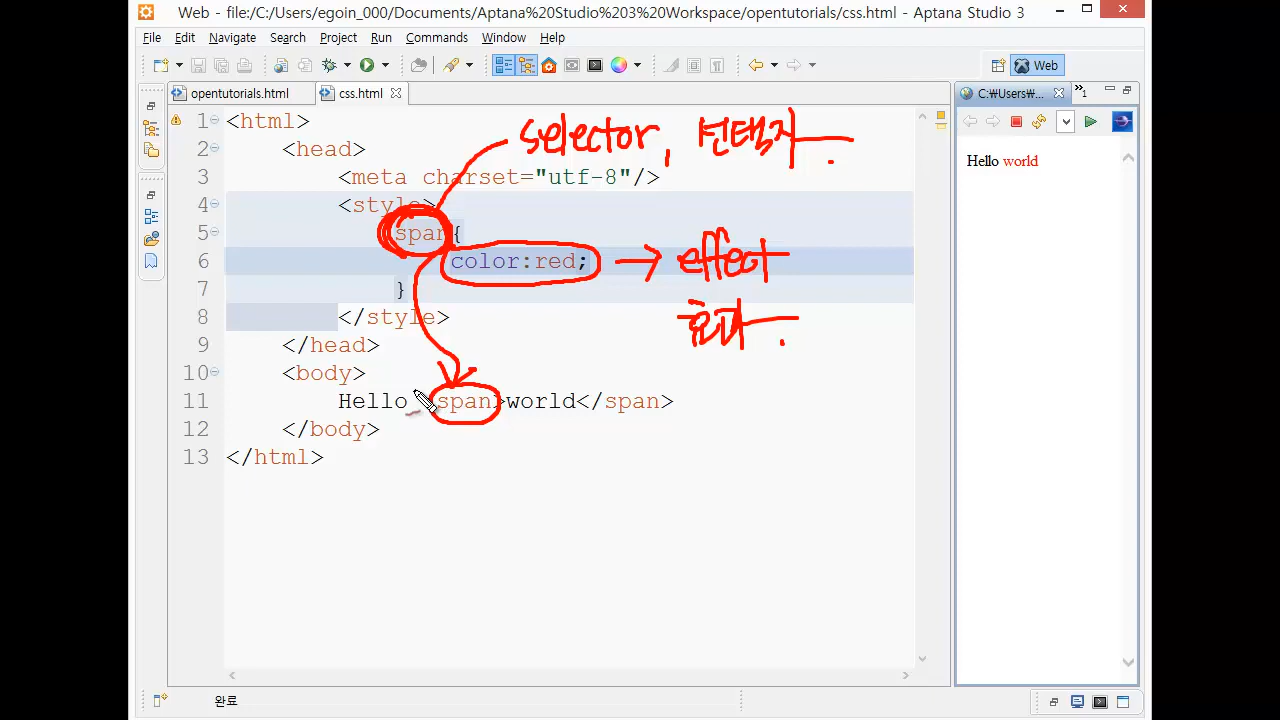 Web - file:/C:/Users/egoin_000/Documents/Aptana%20Studio%203%20Workspace/opentutorials/css.html - Aptana Studio 3
File Edit Navigate Search Project Run Commands Window Help
Web
opentutorials.html css.html
C:₩Users₩... »1
1 <html>
2 <head>
3 <meta charset="utf-8"/>
4 <style>
5 span{
6 color:red;
7 }
8 </style>
9 </head>
10 <body>
11 Hello <span>world</span>
12 </body>
13 </html>
selector, 선택자.
effect
효과.
Hello world
완료